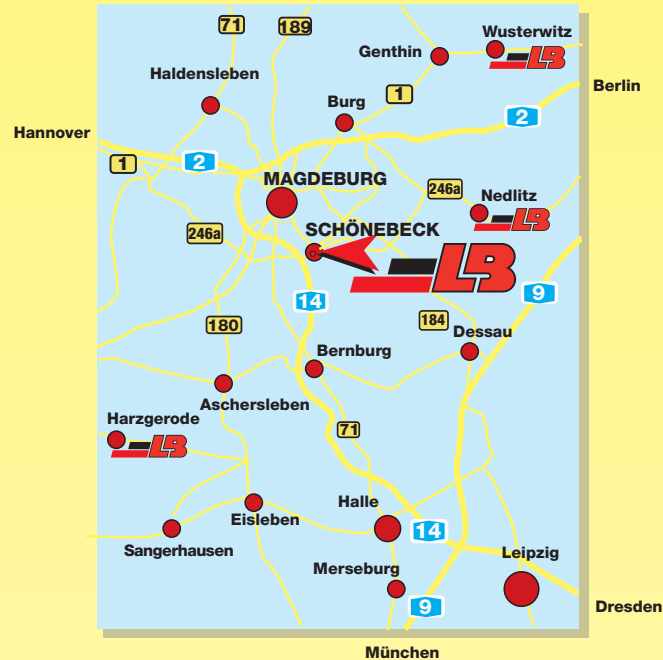 71
189
Wusterwitz
LB
Genthin
Haldensleben
Berlin
1
Burg
2
Hannover
1
2
MAGDEBURG
246a
Nedlitz
LB
SCHÖNEBECK
246a
LB
9
14
180
184
Dessau
Bernburg
Aschersleben
Harzgerode
LB
71
Halle
Eisleben
14
Sangerhausen
Leipzig
Merseburg
9
Dresden
München